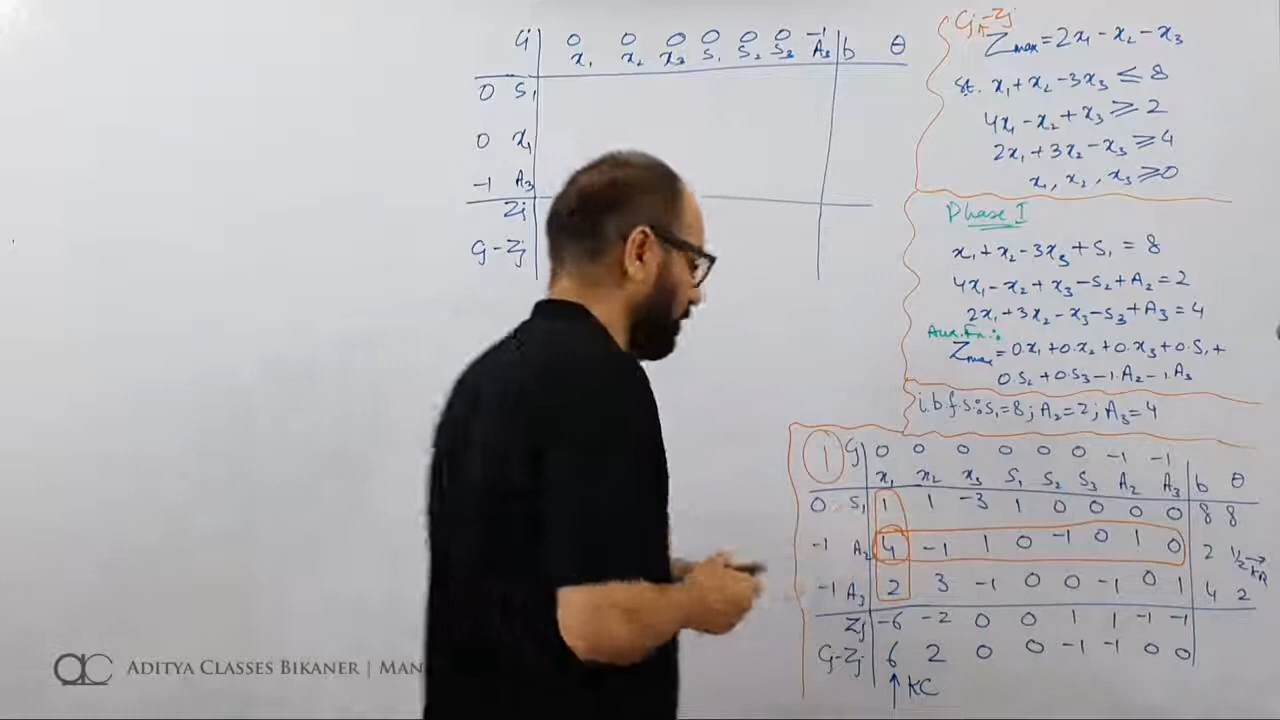 Cj 0 0 0 0 0 0 -1
x₁ x₂ x₃ S₁ S₂ S₃ A₃ b θ
0 S₁
0 x₁
-1 A₃
Zj
Cj-Zj
Cj-Zj
Zmax = 2x₁ - x₂ - x₃
St. x₁ + x₂ - 3x₃ ≤ 8
4x₁ - x₂ + x₃ ≥ 2
2x₁ + 3x₂ - x₃ ≥ 4
x₁, x₂, x₃ ≥ 0
Phase I
x₁ + x₂ - 3x₃ + S₁ = 8
4x₁ - x₂ + x₃ - S₂ + A₂ = 2
2x₁ + 3x₂ - x₃ - S₃ + A₃ = 4
Aux. Fn.:
Zmax = 0.x₁ + 0.x₂ + 0.x₃ + 0.S₁ +
0.S₂ + 0.S₃ - 1.A₂ - 1.A₃
i.b.f.s: S₁ = 8; A₂ = 2; A₃ = 4
1 Cj 0 0 0 0 0 0 -1 -1
x₁ x₂ x₃ S₁ S₂ S₃ A₂ A₃ b θ
0 S₁ 1 1 -3 1 0 0 0 0 8 8
-1 A₂ 4 -1 1 0 -1 0 1 0 2 1/2 → KR
-1 A₃ 2 3 -1 0 0 -1 0 1 4 2
Zj -6 -2 0 0 1 1 -1 -1
Cj-Zj 6 2 0 0 -1 -1 0 0
↑ KC
ADITYA CLASSES BIKANER | MAN